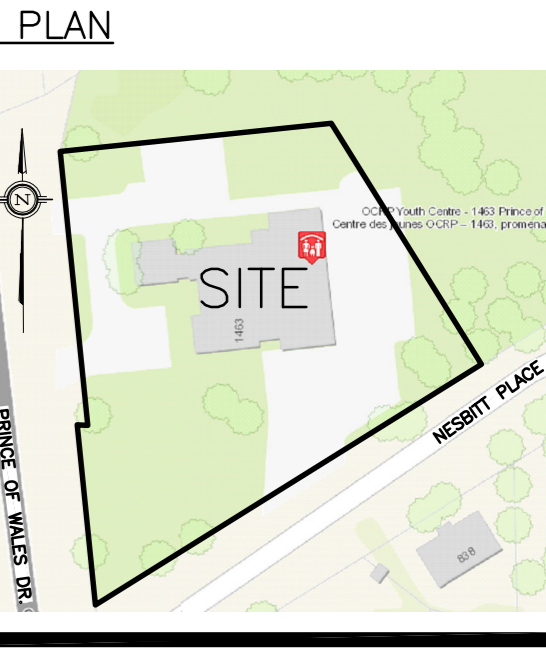 PLAN
N
OCRP Youth Centre - 1463 Prince of
Centre des jeunes OCRP - 1463, promena
SITE
1463
NESBITT PLACE
PRINCE OF WALES DR.
838